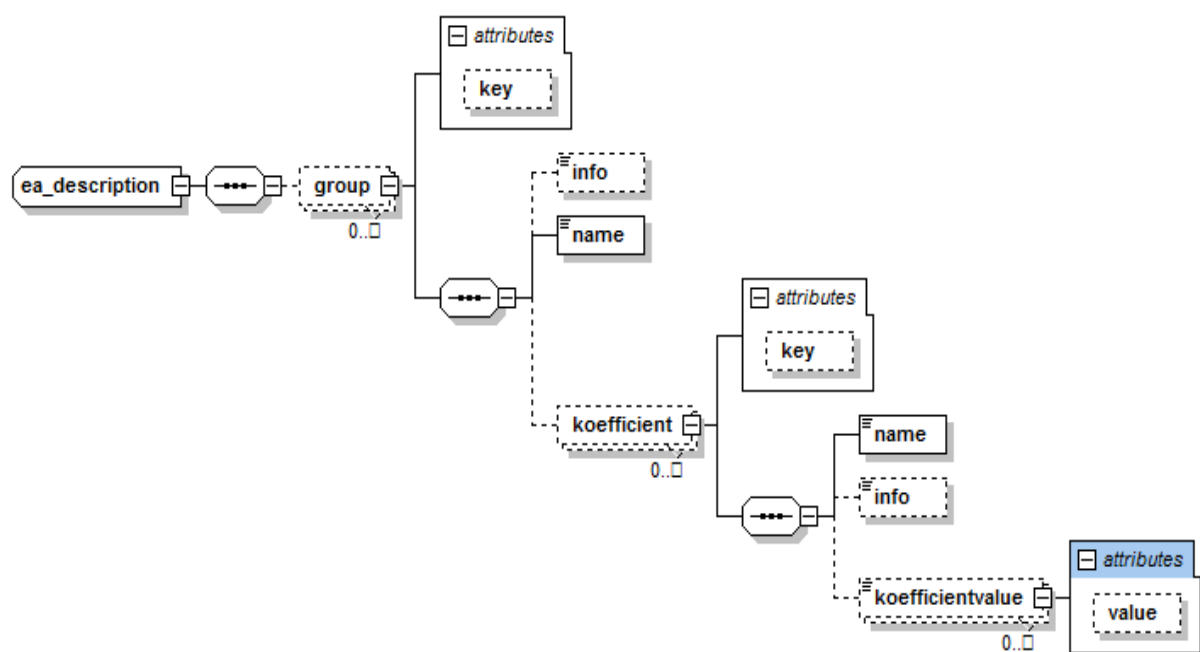 attributes
key
info
ea_description
group
0..□
name
attributes
key
koefficient
0..□
name
info
attributes
koefficientvalue
value
0..□